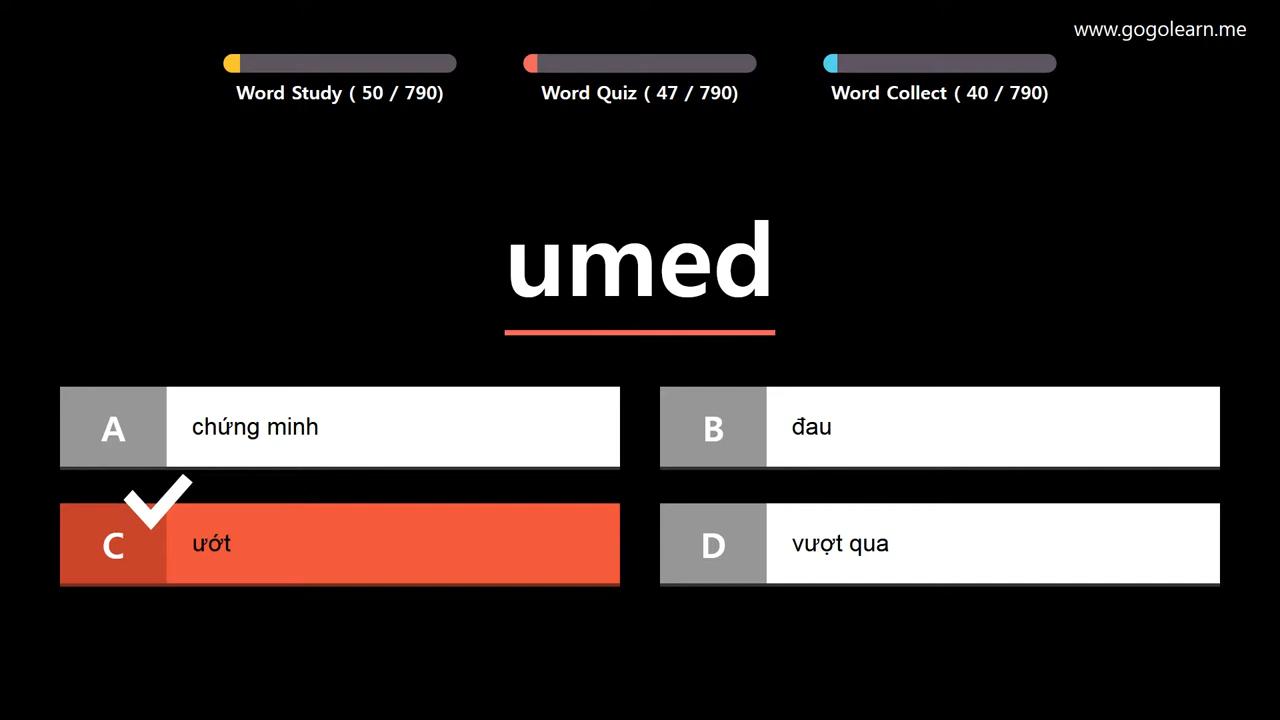 www.gogolearn.me
Word Study ( 50 / 790)
Word Quiz ( 47 / 790)
Word Collect ( 40 / 790)
umed
A
chứng minh
B
đau
C
ướt
D
vượt qua